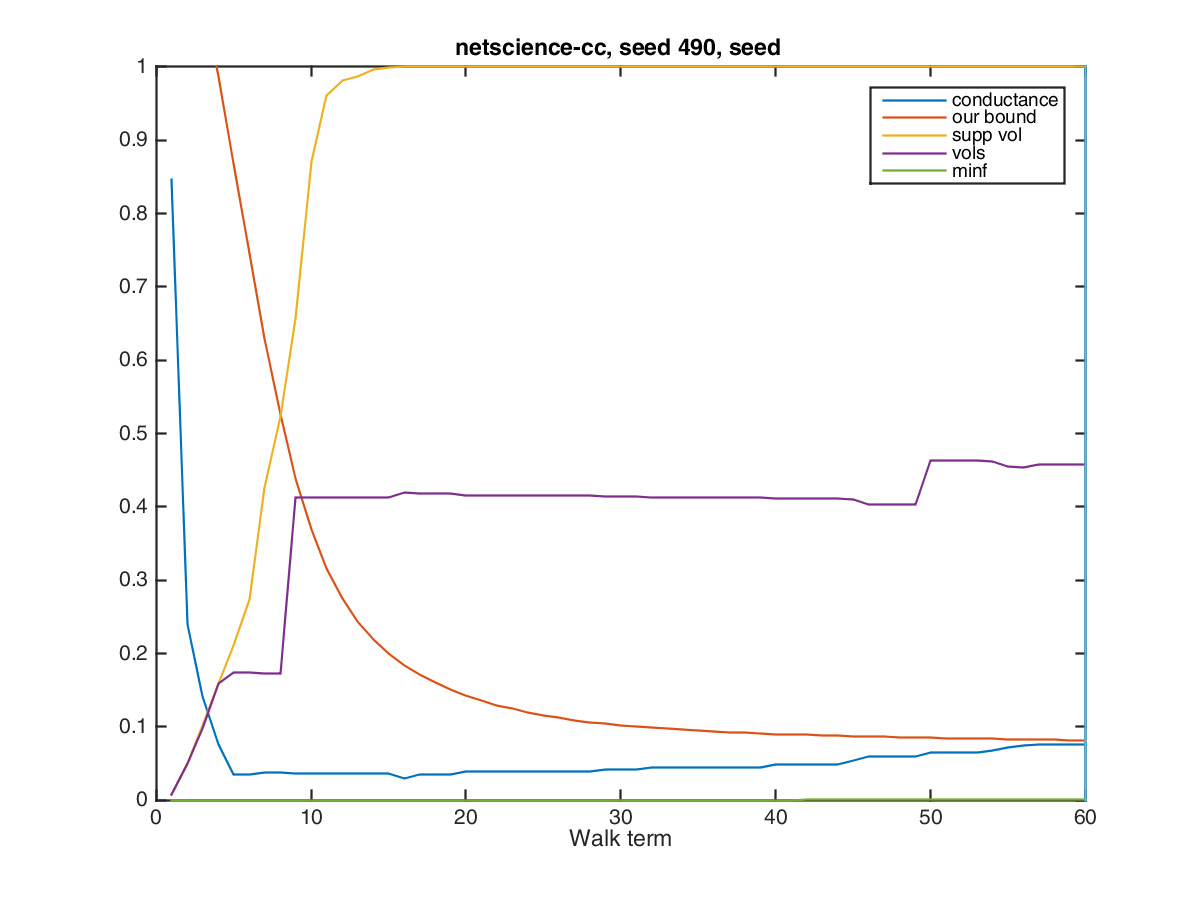 netscience-cc, seed 490, seed
1
0.9
0.8
0.7
0.6
0.5
0.4
0.3
0.2
0.1
0
conductance
our bound
supp vol
vols
minf
0 10 20 30 40 50 60
Walk term